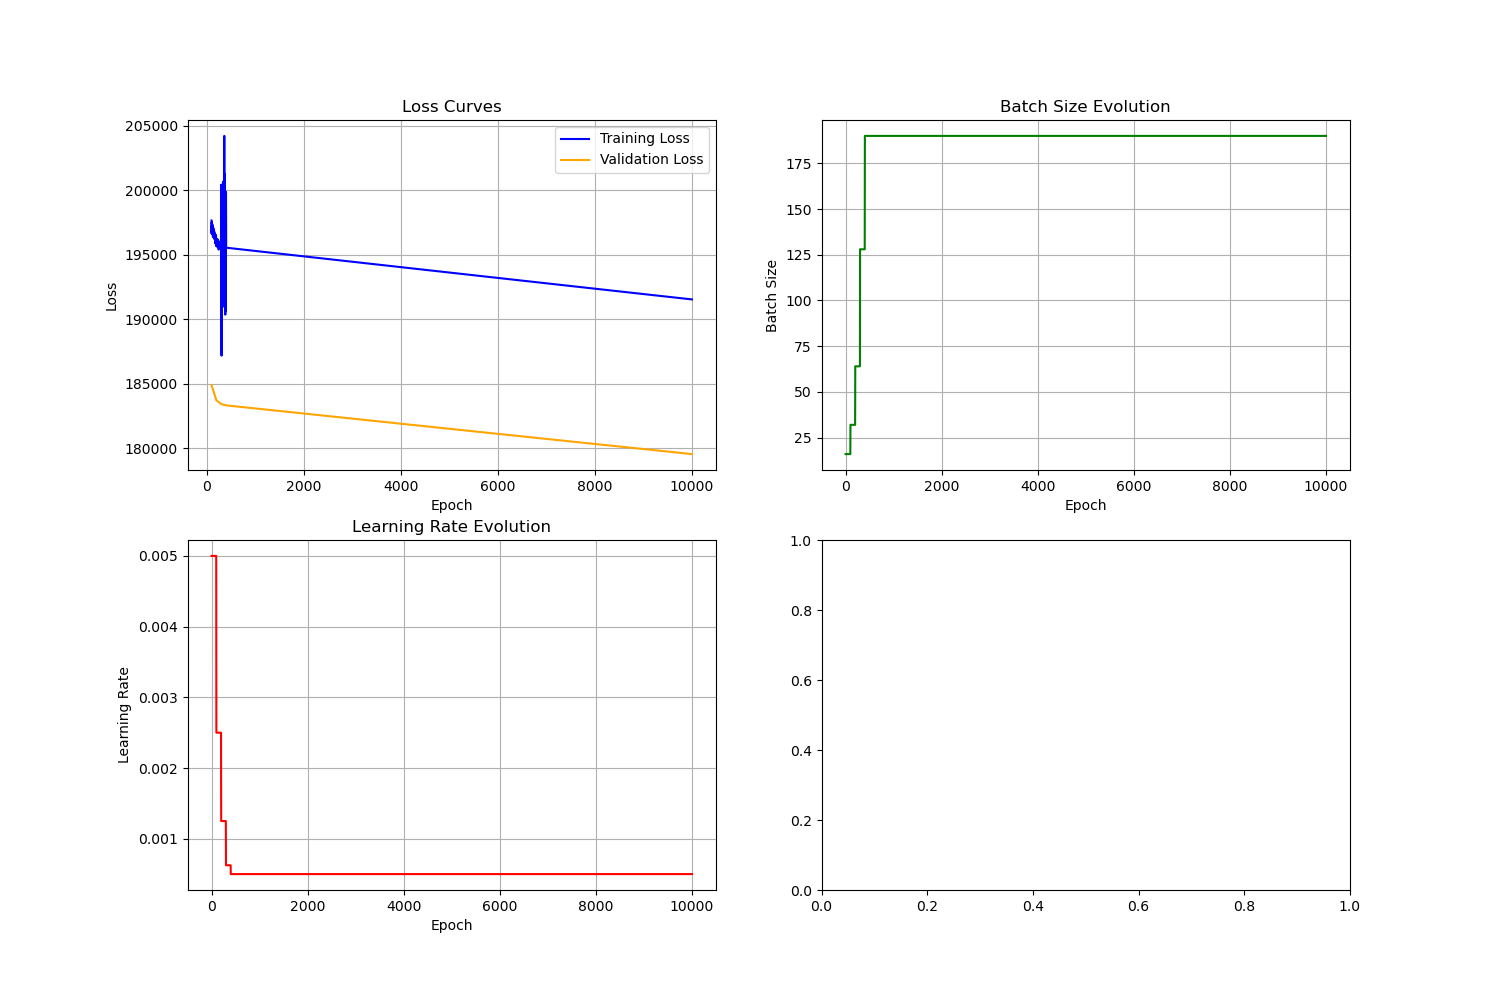 Loss Curves
205000
200000
195000
190000
185000
180000
Loss
Training Loss
Validation Loss
0 2000 4000 6000 8000 10000
Epoch
Batch Size Evolution
175
150
125
100
75
50
25
Batch Size
0 2000 4000 6000 8000 10000
Epoch
Learning Rate Evolution
0.005
0.004
0.003
0.002
0.001
Learning Rate
0 2000 4000 6000 8000 10000
Epoch
1.0
0.8
0.6
0.4
0.2
0.0
0.0 0.2 0.4 0.6 0.8 1.0